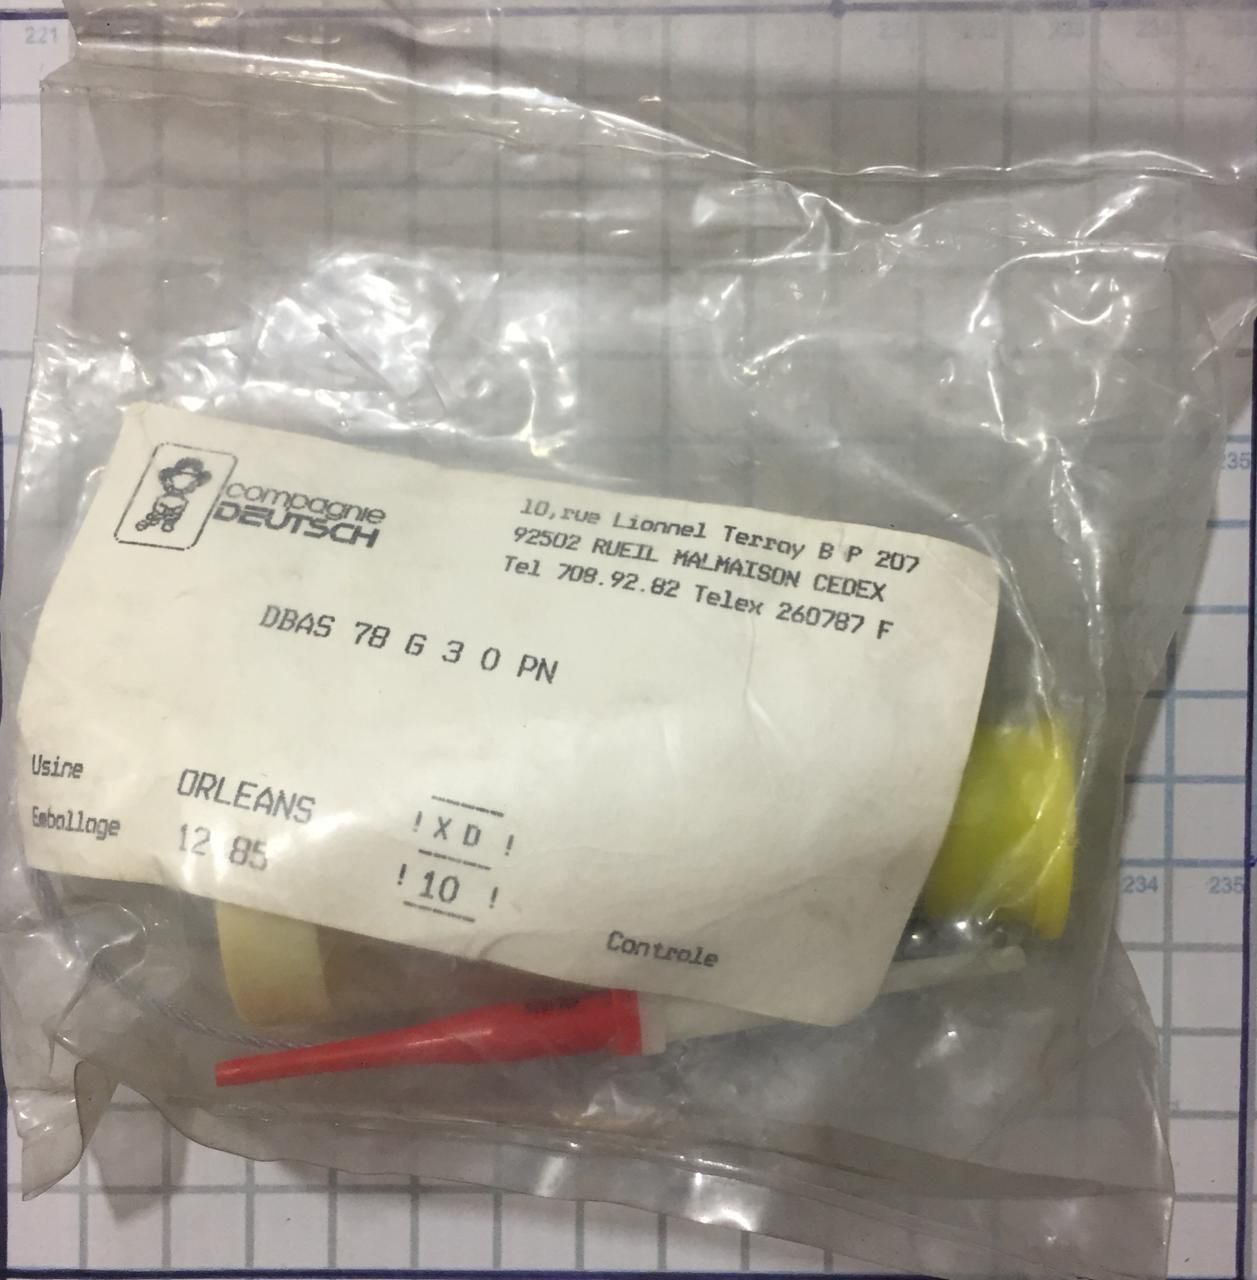 221
compagnie
DEUTSCH
10,rue Lionnel Terray B P 207
92502 RUEIL MALMAISON CEDEX
Tel 708.92.82 Telex 260787 F
DBAS 78 G 3 0 PN
Usine ORLEANS
Emballage 12 85
! X D !
! 10 !
Controle
235
234 235